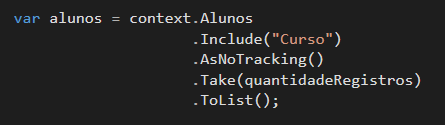 var alunos = context.Alunos
.Include("Curso")
.AsNoTracking()
.Take(quantidadeRegistros)
.ToList();